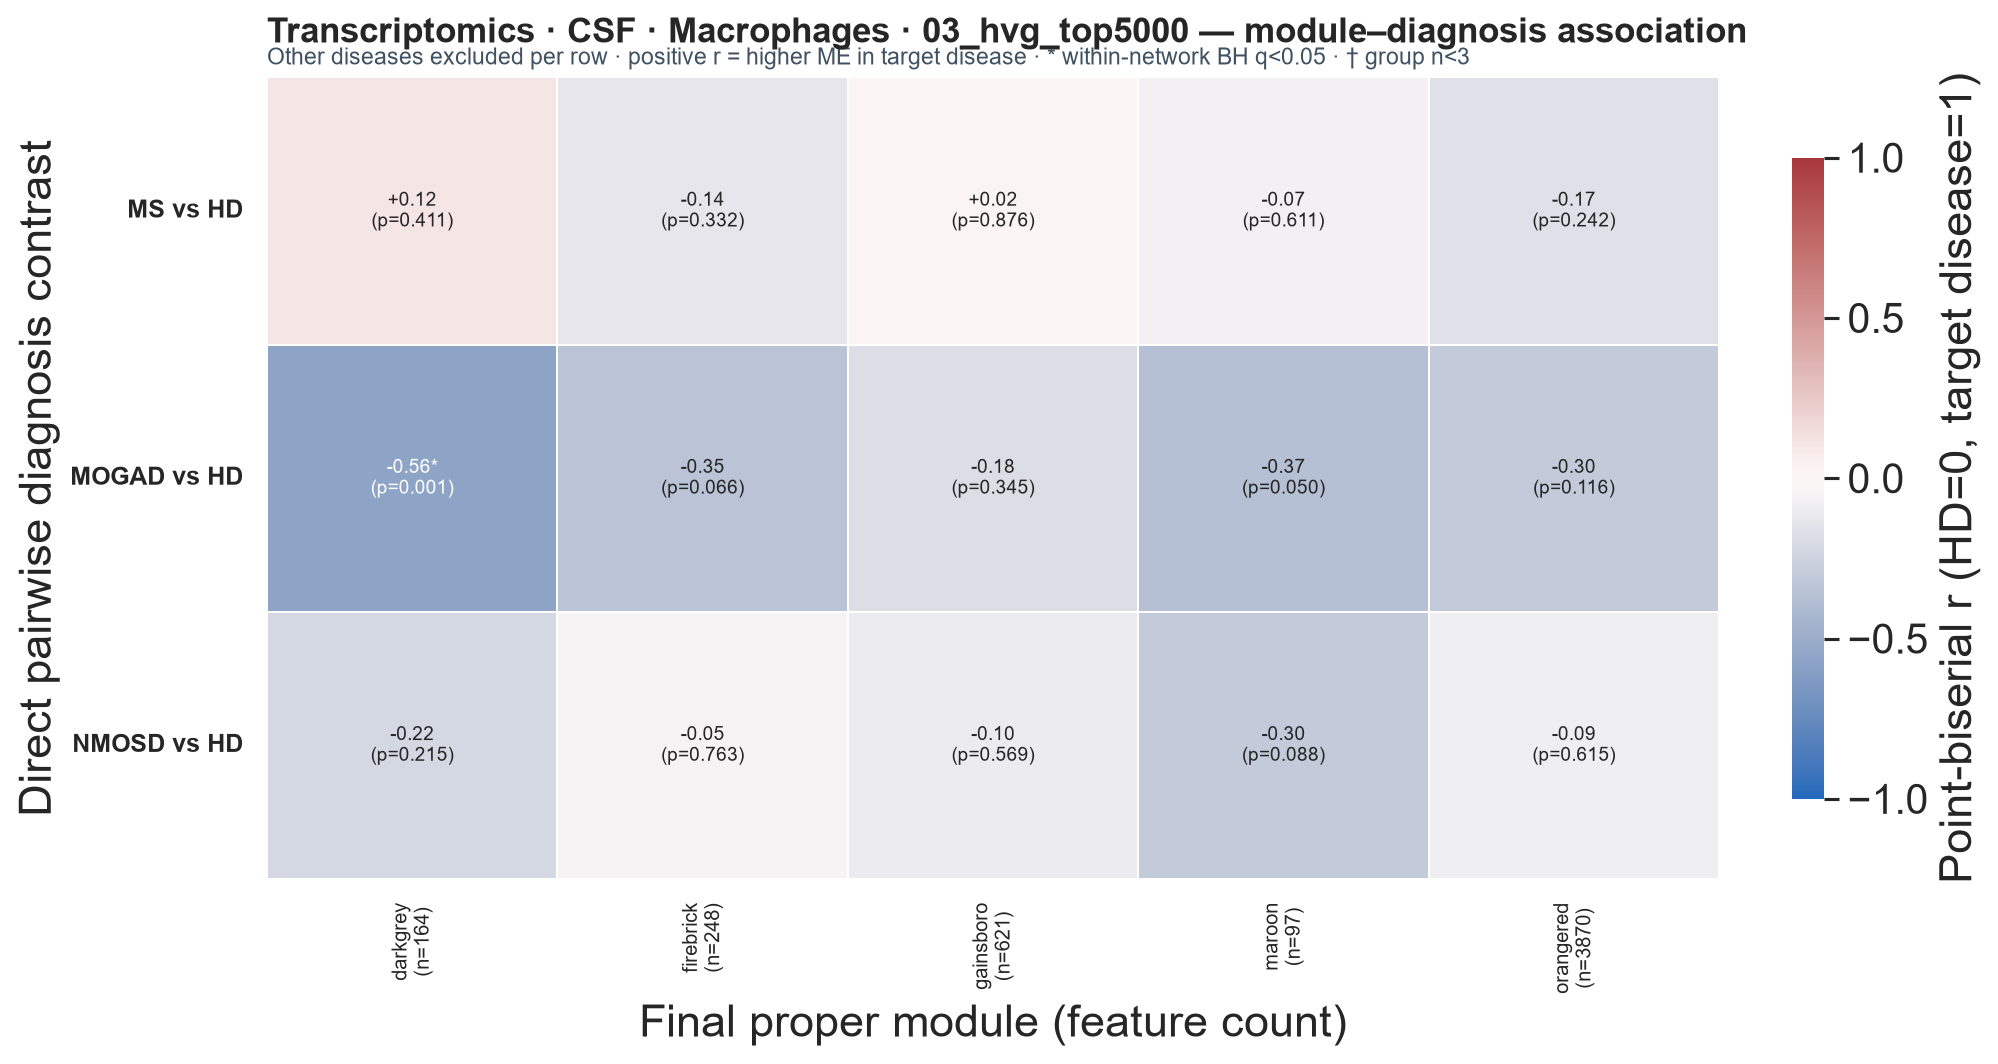 Transcriptomics · CSF · Macrophages · 03_hvg_top5000 — module–diagnosis association
Other diseases excluded per row · positive r = higher ME in target disease · * within-network BH q<0.05 · † group n<3
Direct pairwise diagnosis contrast
MS vs HD
+0.12
(p=0.411)
-0.14
(p=0.332)
+0.02
(p=0.876)
-0.07
(p=0.611)
-0.17
(p=0.242)
MOGAD vs HD
-0.56*
(p=0.001)
-0.35
(p=0.066)
-0.18
(p=0.345)
-0.37
(p=0.050)
-0.30
(p=0.116)
NMOSD vs HD
-0.22
(p=0.215)
-0.05
(p=0.763)
-0.10
(p=0.569)
-0.30
(p=0.088)
-0.09
(p=0.615)
darkgrey
(n=164)
firebrick
(n=248)
gainsboro
(n=621)
maroon
(n=97)
orangered
(n=3870)
Final proper module (feature count)
1.0
0.5
0.0
−0.5
−1.0
Point-biserial r (HD=0, target disease=1)